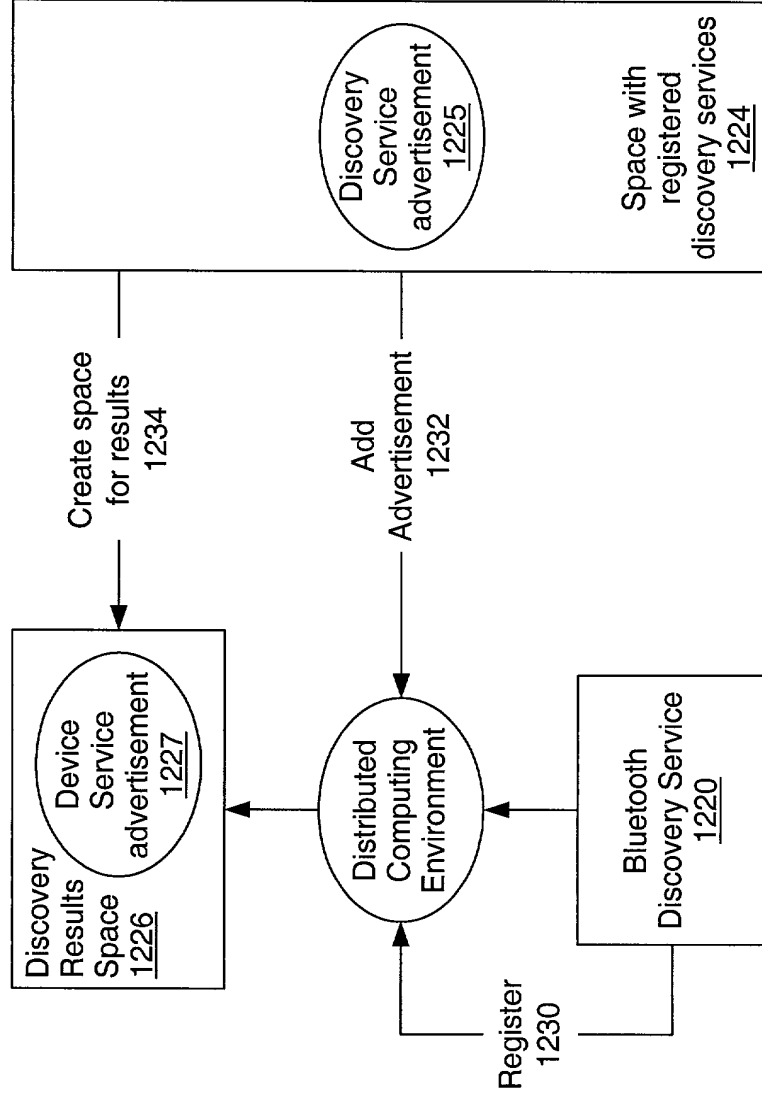 Discovery
Results
Space
1226
Device
Service
advertisement
1227
Create space
for results
1234
Discovery
Service
advertisement
1225
Space with
registered
discovery services
1224
Add
Advertisement
1232
Distributed
Computing
Environment
Register
1230
Bluetooth
Discovery Service
1220